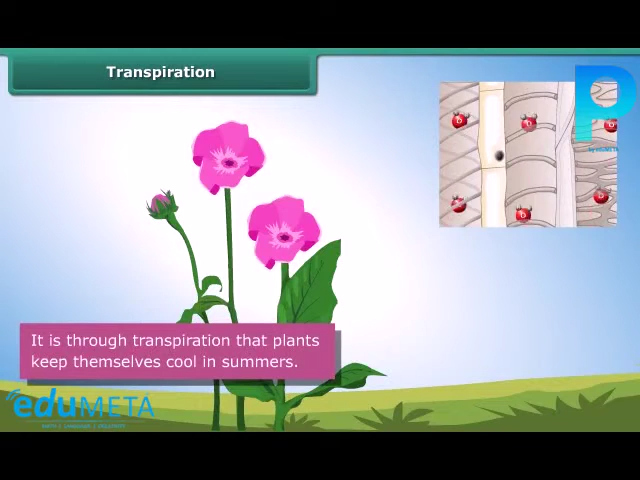 Transpiration
It is through transpiration that plants
keep themselves cool in summers.
eduMETA